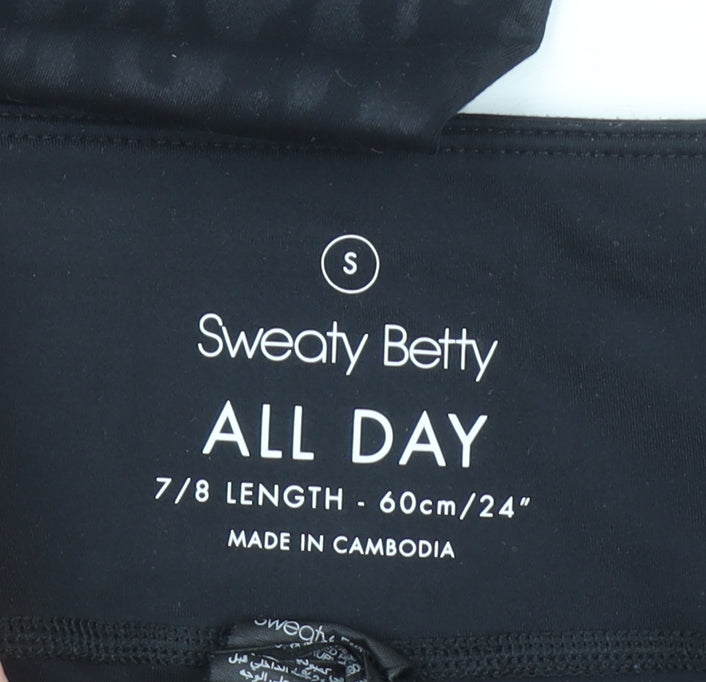 S
Sweaty Betty
ALL DAY
7/8 LENGTH - 60cm/24"
MADE IN CAMBODIA